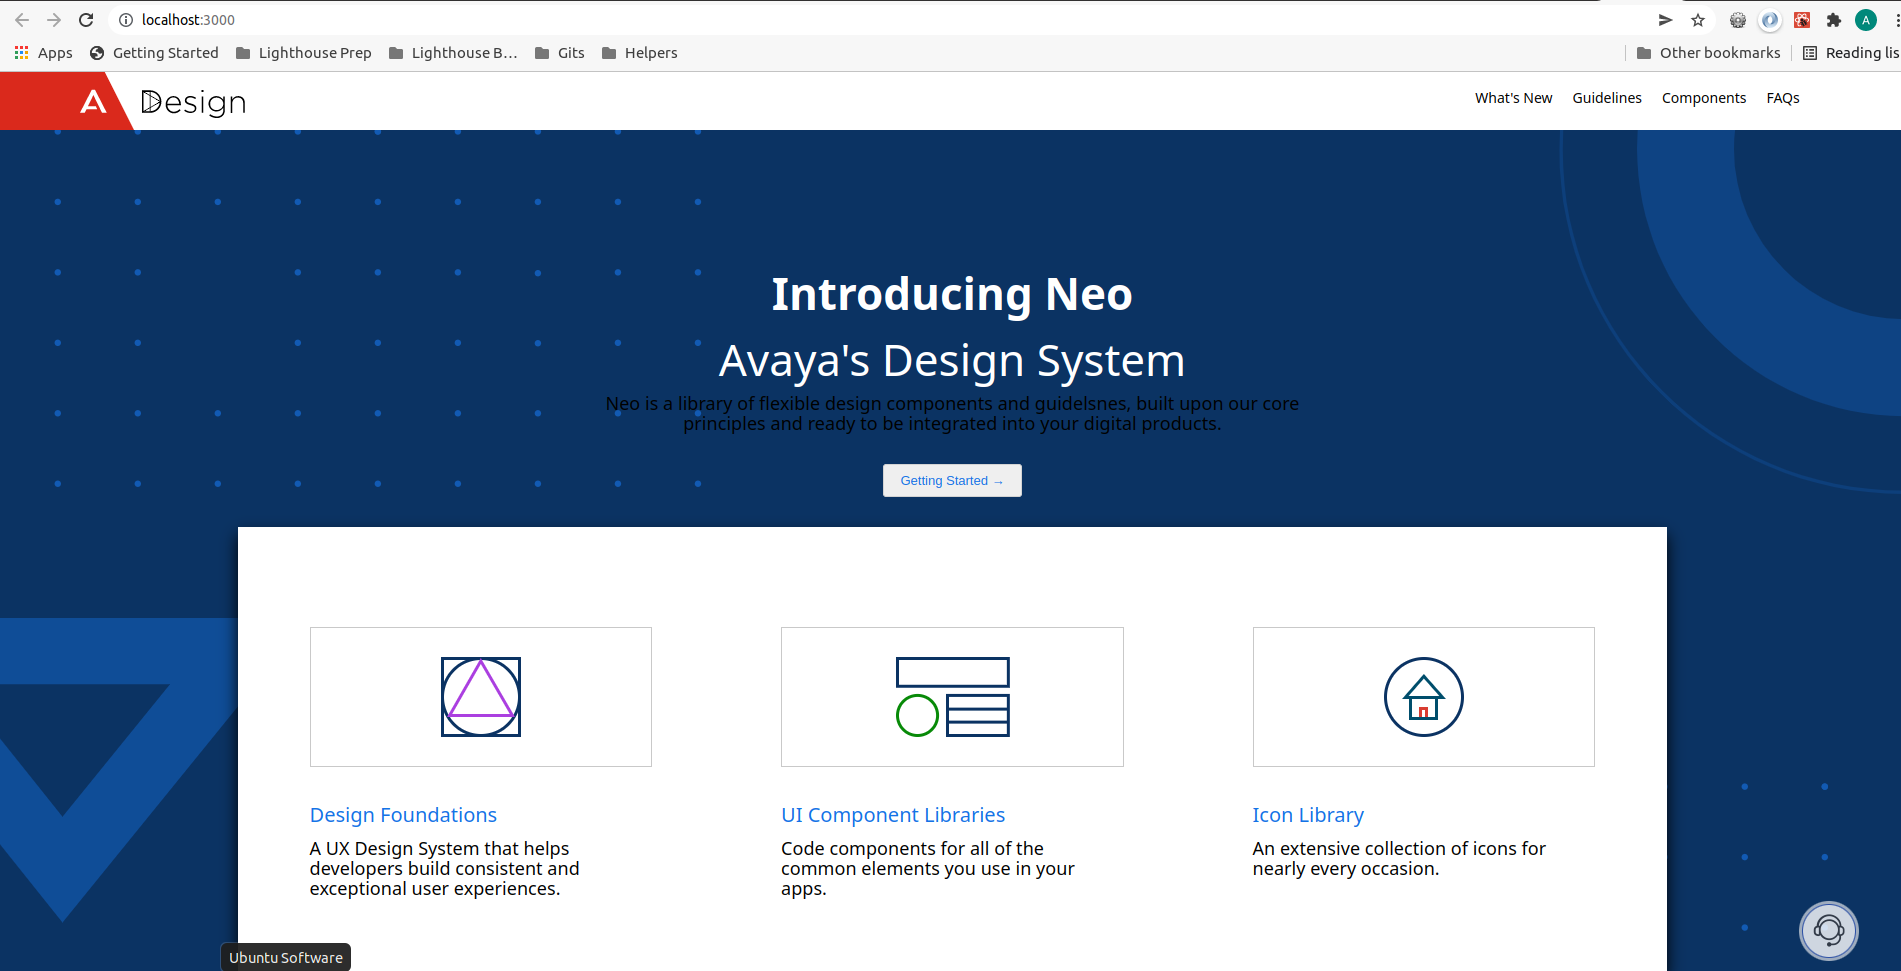 localhost:3000
Apps Getting Started Lighthouse Prep Lighthouse B... Gits Helpers Other bookmarks Reading lis
A Design What's New Guidelines Components FAQs
Introducing Neo
Avaya's Design System
Neo is a library of flexible design components and guidelsnes, built upon our core
principles and ready to be integrated into your digital products.
Getting Started →
Design Foundations
A UX Design System that helps
developers build consistent and
exceptional user experiences.
UI Component Libraries
Code components for all of the
common elements you use in your
apps.
Icon Library
An extensive collection of icons for
nearly every occasion.
Ubuntu Software